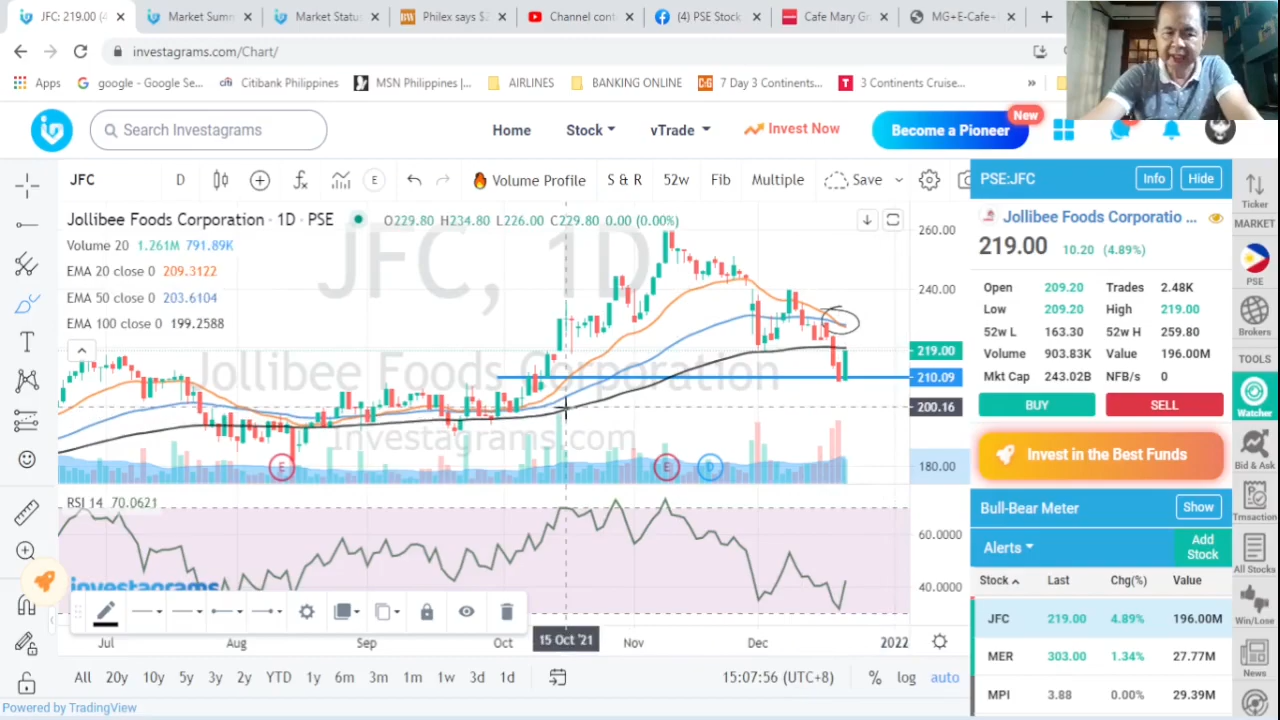 JFC: 219.00 (4
Market Sumn
Market Statu
Philex says $2
Channel cont
(4) PSE Stock
Cafe Mary Gr
MG+E-Cafe+
investagrams.com/Chart/
Apps
google - Google Se...
Citibank Philippines
MSN Philippines |...
AIRLINES
BANKING ONLINE
7 Day 3 Continents...
3 Continents Cruise...
»
Search Investagrams
Home
Stock
vTrade
Invest Now
Become a Pioneer
New
JFC
D
E
Volume Profile
S & R
52w
Fib
Multiple
Save
Jollibee Foods Corporation · 1D · PSE
O229.80 H234.80 L226.00 C229.80 0.00 (0.00%)
Volume 20 1.261M 791.89K
EMA 20 close 0 209.3122
EMA 50 close 0 203.6104
EMA 100 close 0 199.2588
JFC, 1D
Jollibee Foods Corporation
Investagrams.com
260.00
240.00
219.00
210.09
200.16
180.00
E
E
D
RSI 14 70.0621
60.0000
40.0000
investagrams
Jul
Aug
Sep
Oct
15 Oct '21
Nov
Dec
2022
All
20y
10y
5y
3y
2y
YTD
1y
6m
3m
1m
1w
3d
1d
15:07:56 (UTC+8)
%
log
auto
Powered by TradingView
PSE:JFC
Info
Hide
Jollibee Foods Corporatio ...
219.00 10.20 (4.89%)
Open 209.20 Trades 2.48K
Low 209.20 High 219.00
52w L 163.30 52w H 259.80
Volume 903.83K Value 196.00M
Mkt Cap 243.02B NFB/s 0
BUY
SELL
Invest in the Best Funds
Bull-Bear Meter
Show
Alerts
Add Stock
Stock Last Chg(%) Value
JFC 219.00 4.89% 196.00M
MER 303.00 1.34% 27.77M
MPI 3.88 0.00% 29.39M
Ticker
MARKET
PSE
Brokers
TOOLS
Watcher
Bid & Ask
Trnsaction
All Stocks
Win/Lose
News